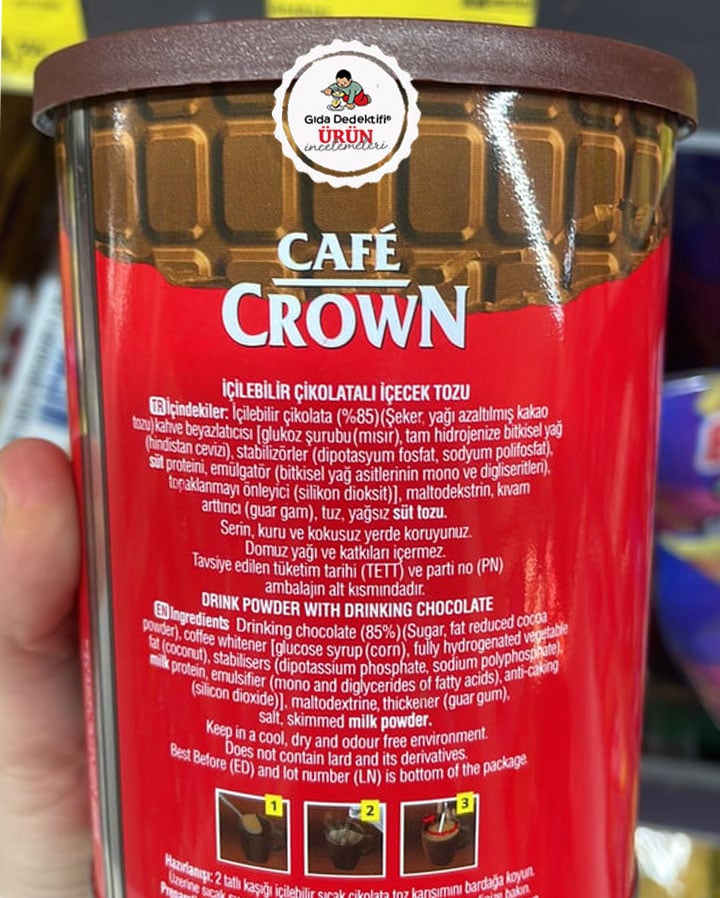 Gıda Dedektifi®
ÜRÜN
incelemeleri
CAFÉ
CROWN
İÇİLEBİLİR ÇİKOLATALI İÇECEK TOZU
TR İçindekiler: İçilebilir çikolata (%85)(Şeker, yağı azaltılmış kakao
tozu)kahve beyazlatıcısı [glukoz şurubu(mısır), tam hidrojenize bitkisel yağ
(hindistan cevizi), stabilizörler (dipotasyum fosfat, sodyum polifosfat),
süt proteini, emülgatör (bitkisel yağ asitlerinin mono ve digliseritleri),
topaklanmayı önleyici (silikon dioksit)], maltodekstrin, kıvam
arttırıcı (guar gam), tuz, yağsız süt tozu.
Serin, kuru ve kokusuz yerde koruyunuz.
Domuz yağı ve katkıları içermez.
Tavsiye edilen tüketim tarihi (TETT) ve parti no (PN)
ambalajın alt kısmındadır.
DRINK POWDER WITH DRINKING CHOCOLATE
EN Ingredients Drinking chocolate (85%)(Sugar, fat reduced cocoa
powder), coffee whitener [glucose syrup(corn), fully hydrogenated vegetable
fat (coconut), stabilisers (dipotassium phosphate, sodium polyphosphate),
milk protein, emulsifier (mono and diglycerides of fatty acids), anti-caking
(silicon dioxide)], maltodextrine, thickener (guar gum),
salt, skimmed milk powder.
Keep in a cool, dry and odour free environment.
Does not contain lard and its derivatives.
Best Before (ED) and lot number (LN) is bottom of the package.
1 2 3
Hazırlanışı: 2 tatlı kaşığı içilebilir sıcak çikolata toz karışımını bardağa koyun.
Üzerine sıcak